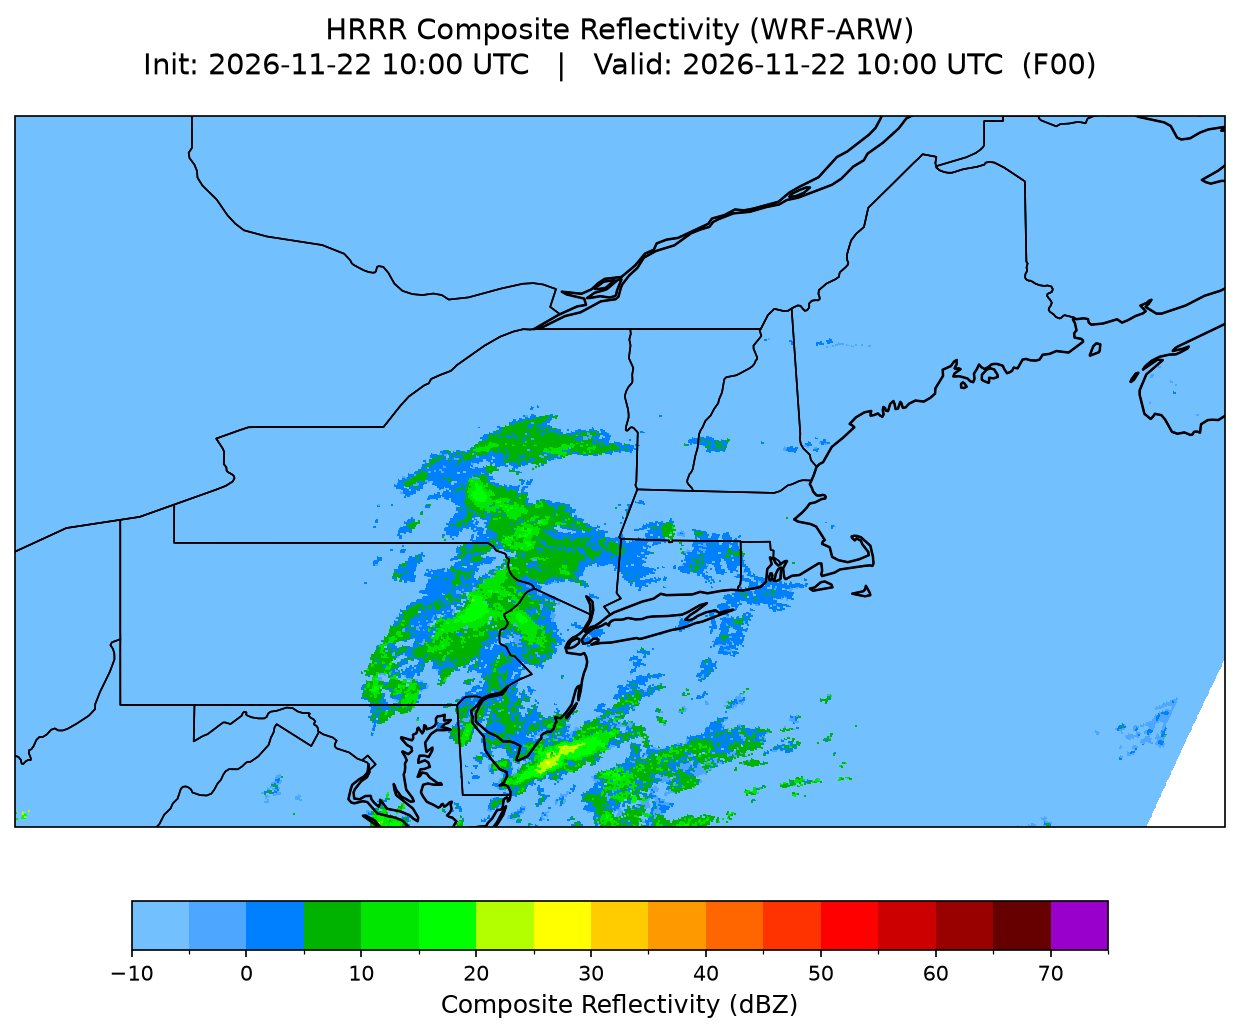 HRRR Composite Reflectivity (WRF-ARW)
Init: 2026-11-22 10:00 UTC   |   Valid: 2026-11-22 10:00 UTC  (F00)
−10 0 10 20 30 40 50 60 70
Composite Reflectivity (dBZ)